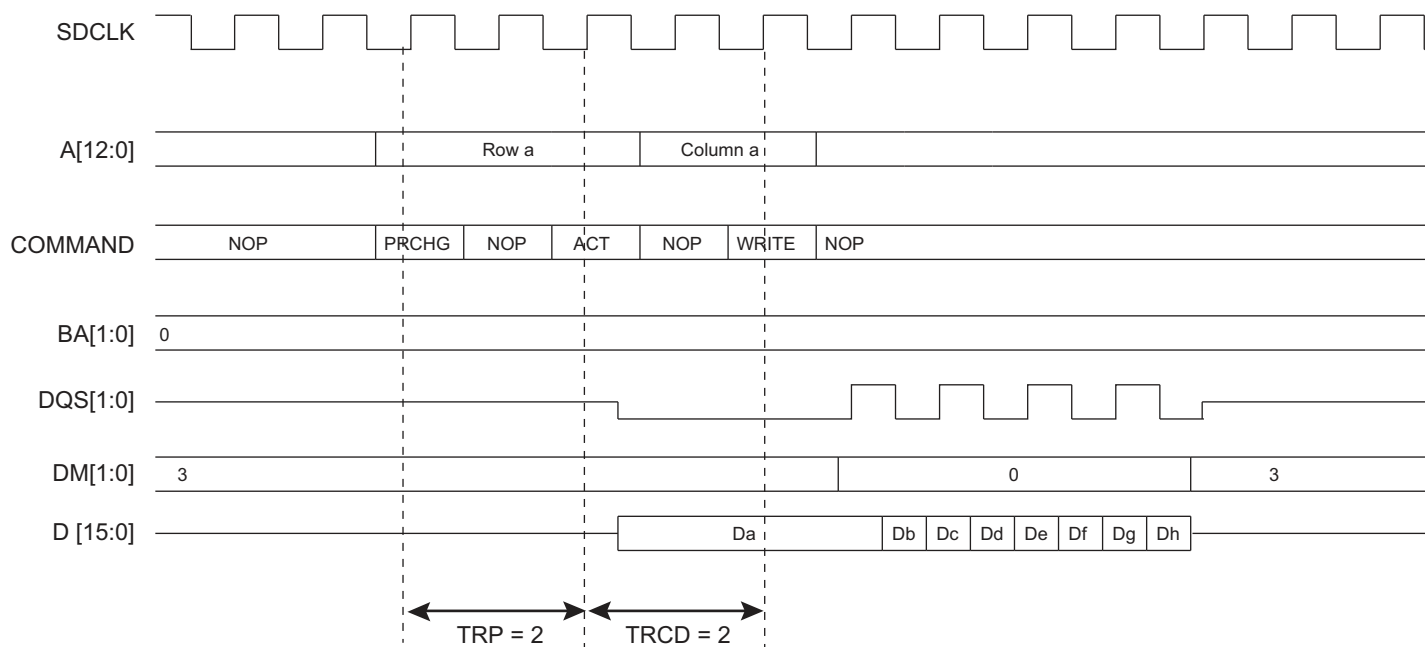 SDCLK
A[12:0] Row a Column a
COMMAND NOP PRCHG NOP ACT NOP WRITE NOP
BA[1:0] 0
DQS[1:0]
DM[1:0] 3 0 3
D [15:0] Da Db Dc Dd De Df Dg Dh
TRP = 2 TRCD = 2